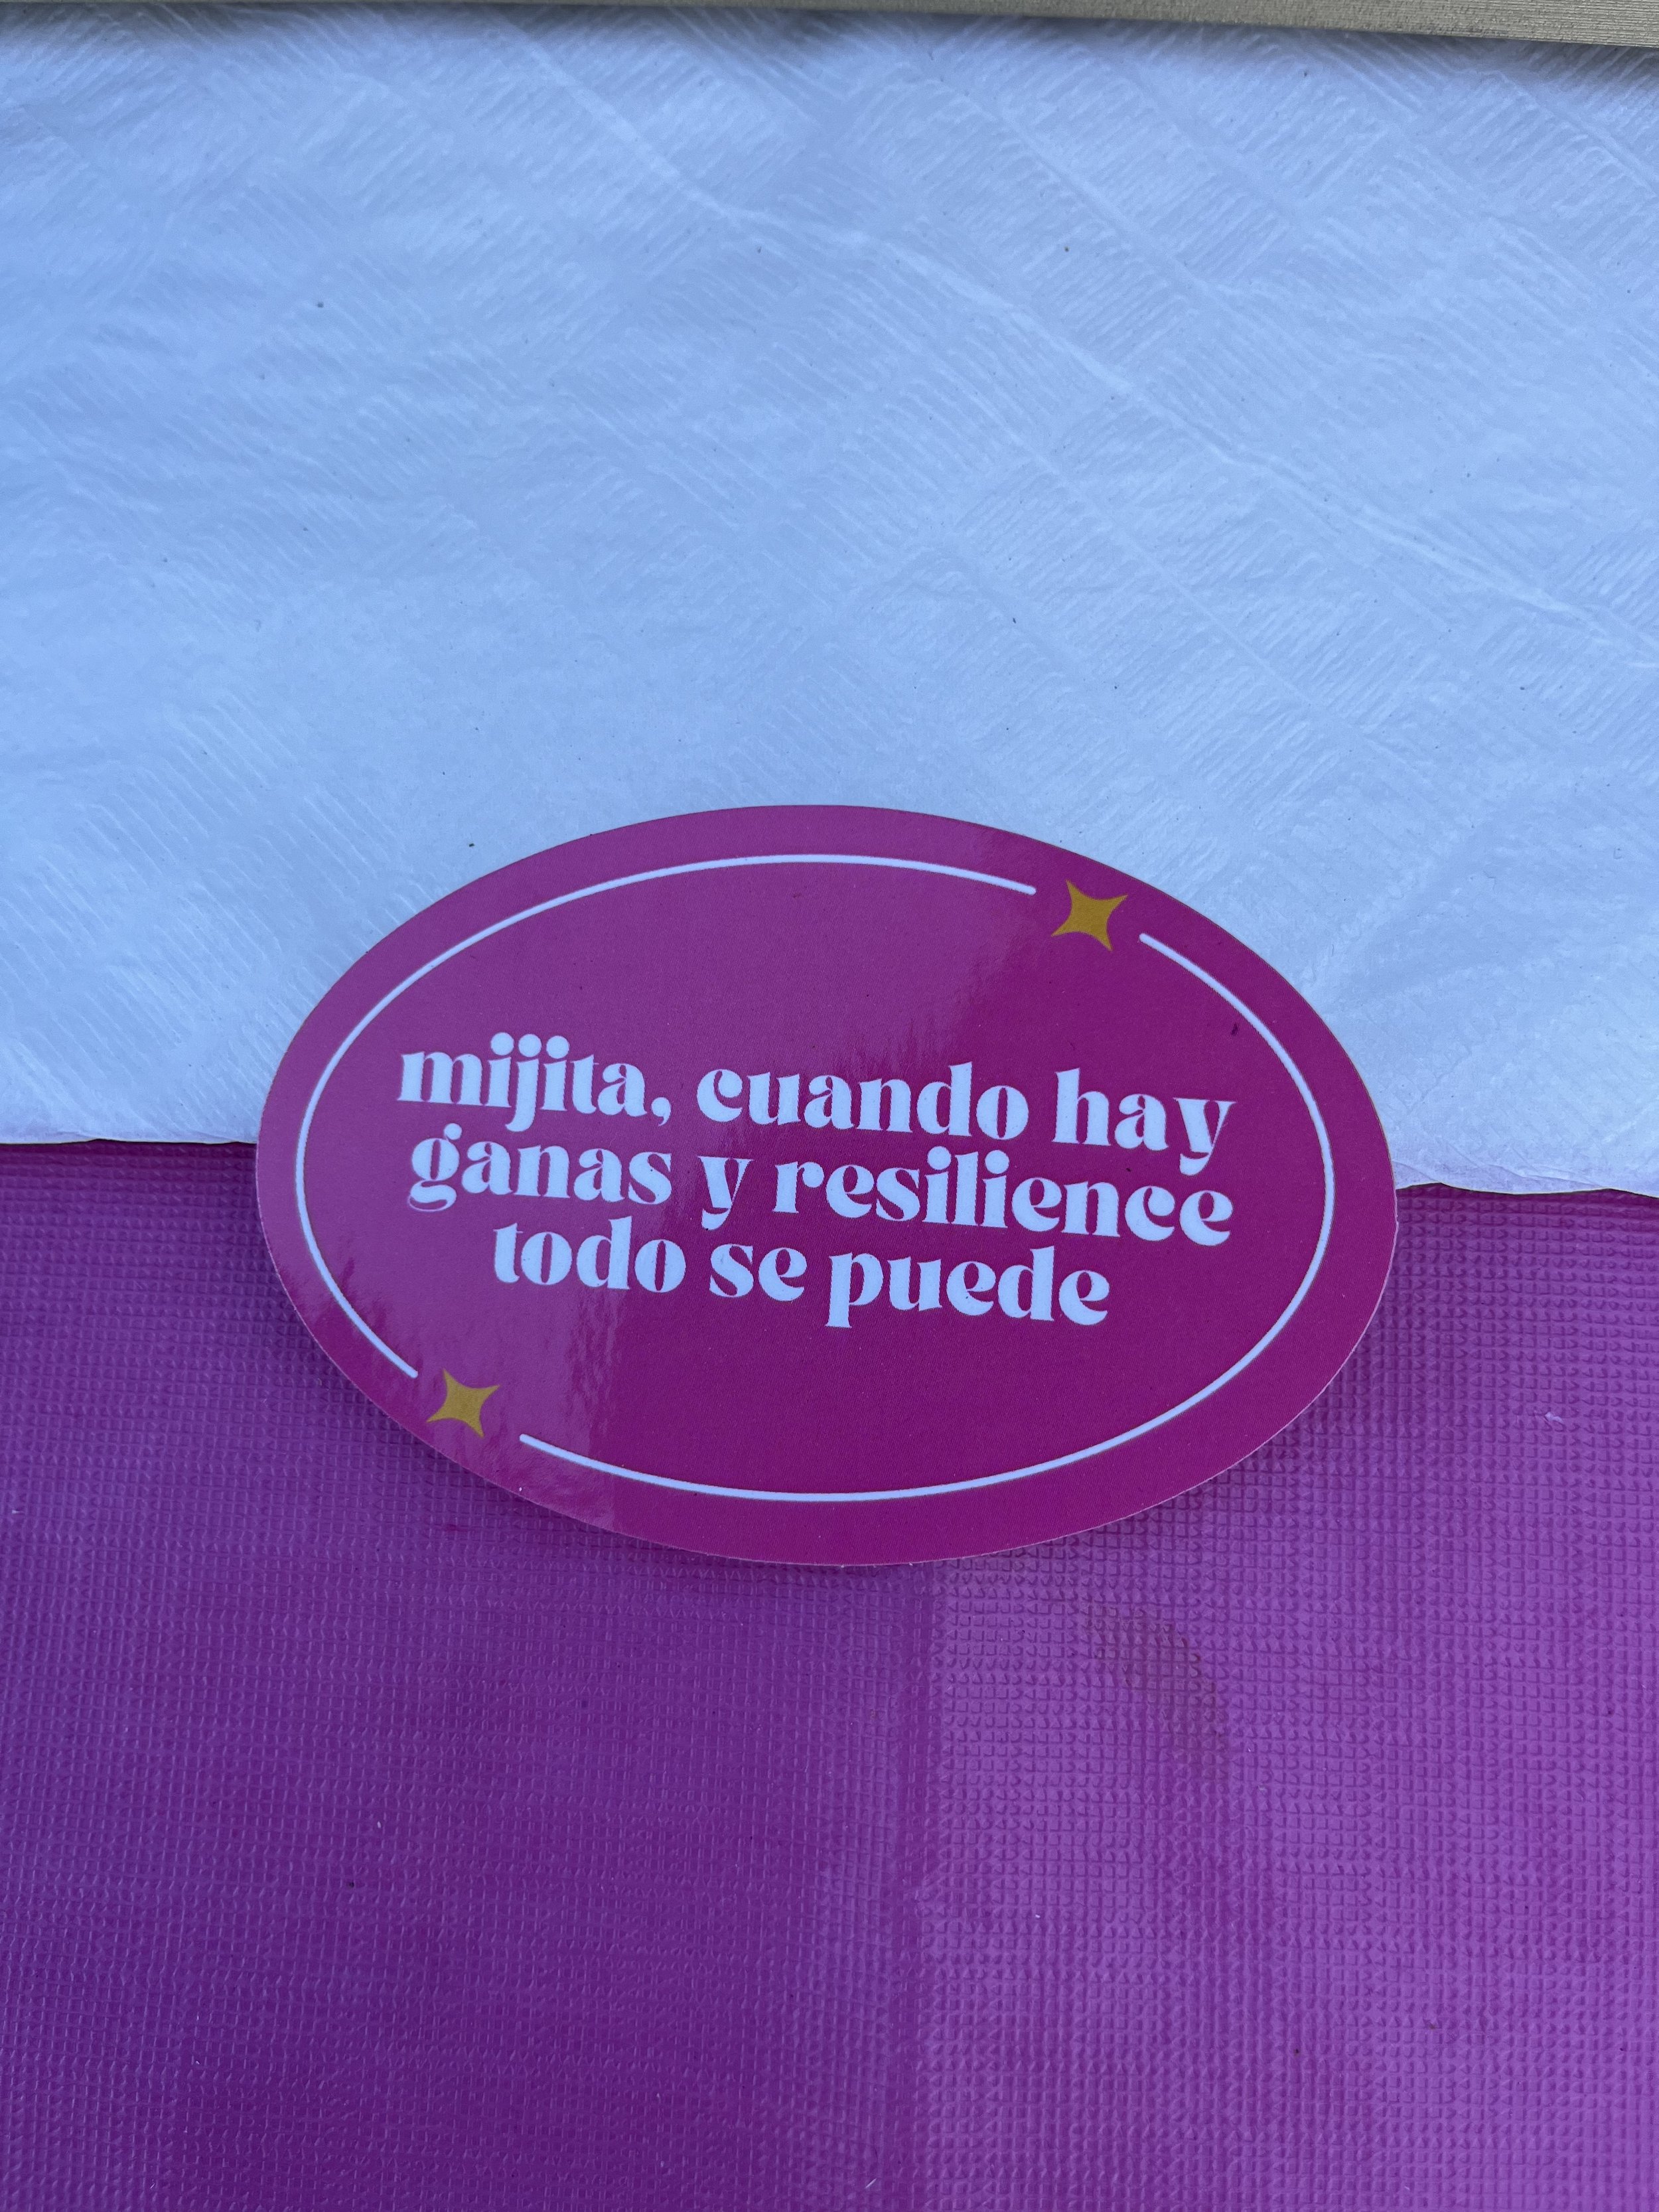 mijita, cuando hay
ganas y resilience
todo se puede